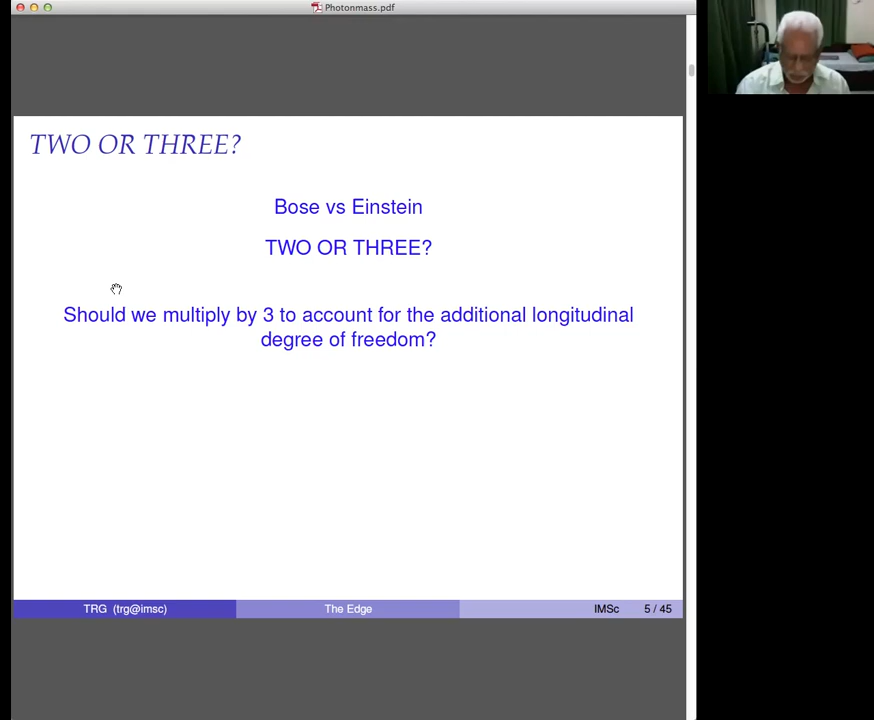 Photonmass.pdf
TWO OR THREE?
Bose vs Einstein
TWO OR THREE?
Should we multiply by 3 to account for the additional longitudinal
degree of freedom?
TRG (trg@imsc) The Edge IMSc 5 / 45